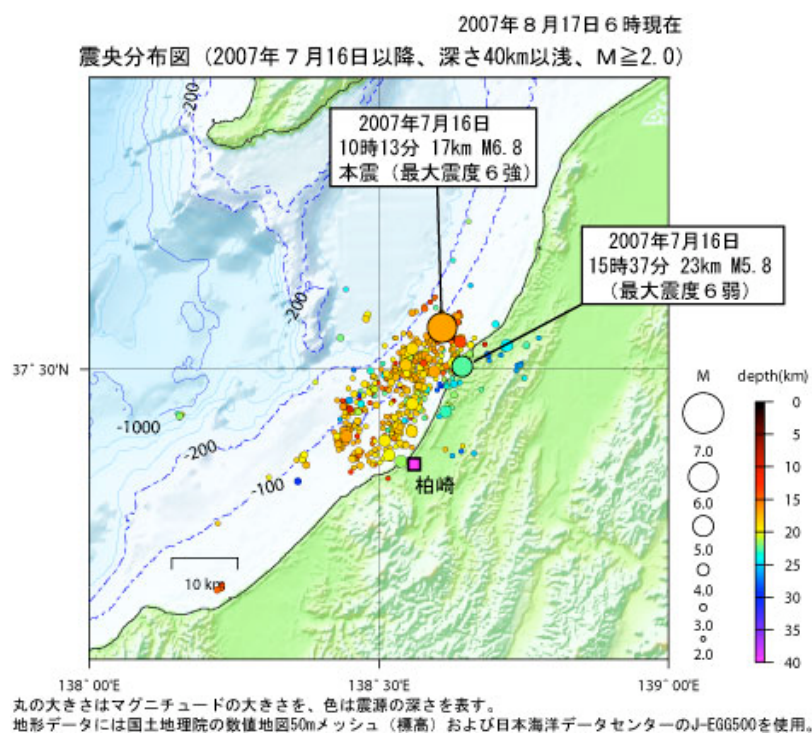 2007年8月17日6時現在
震央分布図（2007年7月16日以降、深さ40km以浅、M≧2.0）
-200
2007年7月16日
10時13分 17km M6.8
本震（最大震度6強）
2007年7月16日
15時37分 23km M5.8
（最大震度6弱）
-200
37°30'N
-1000
-200
-100
柏崎
10 km
M
7.0
6.0
5.0
4.0
3.0
2.0
depth(km)
0
5
10
15
20
25
30
35
40
138°00'E
138°30'E
139°00'E
丸の大きさはマグニチュードの大きさを、色は震源の深さを表す。
地形データには国土地理院の数値地図50mメッシュ（標高）および日本海洋データセンターのJ-EGG500を使用。